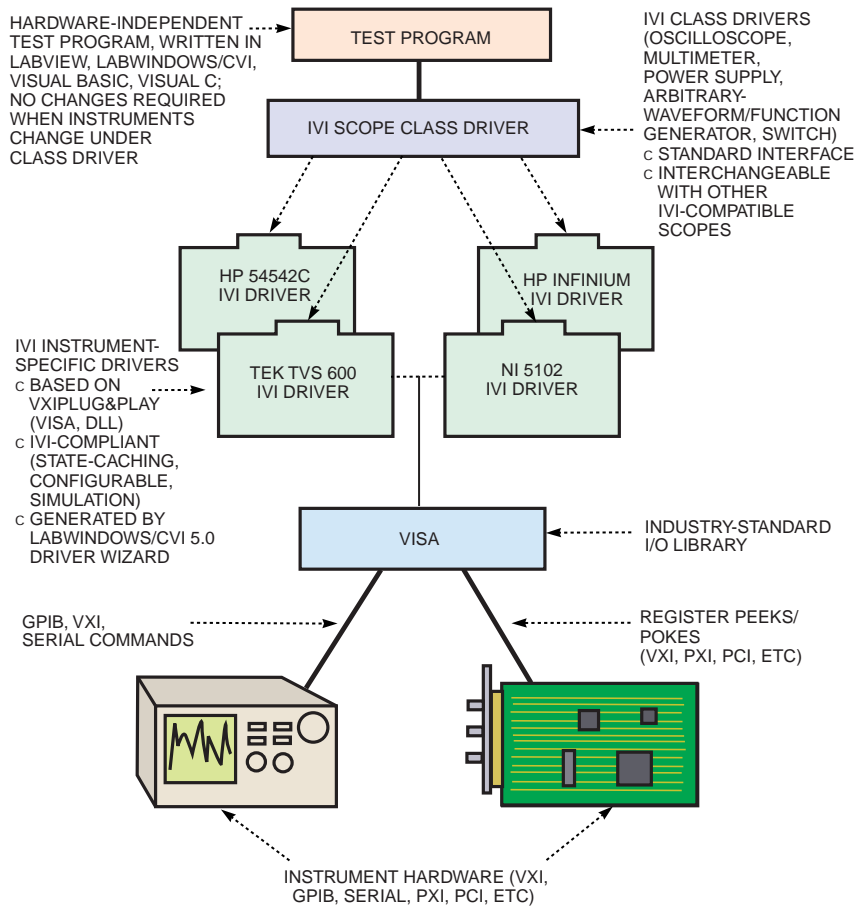 HARDWARE-INDEPENDENT
TEST PROGRAM, WRITTEN IN
LABVIEW, LABWINDOWS/CVI,
VISUAL BASIC, VISUAL C;
NO CHANGES REQUIRED
WHEN INSTRUMENTS
CHANGE UNDER
CLASS DRIVER
TEST PROGRAM
IVI CLASS DRIVERS
(OSCILLOSCOPE,
MULTIMETER,
POWER SUPPLY,
ARBITRARY-
WAVEFORM/FUNCTION
GENERATOR, SWITCH)
c STANDARD INTERFACE
c INTERCHANGEABLE
WITH OTHER
IVI-COMPATIBLE
SCOPES
IVI SCOPE CLASS DRIVER
HP 54542C
IVI DRIVER
HP INFINIUM
IVI DRIVER
IVI INSTRUMENT-
SPECIFIC DRIVERS
c BASED ON
VXIPLUG&PLAY
(VISA, DLL)
c IVI-COMPLIANT
(STATE-CACHING,
CONFIGURABLE,
SIMULATION)
c GENERATED BY
LABWINDOWS/CVI 5.0
DRIVER WIZARD
TEK TVS 600
IVI DRIVER
NI 5102
IVI DRIVER
VISA
INDUSTRY-STANDARD
I/O LIBRARY
GPIB, VXI,
SERIAL COMMANDS
REGISTER PEEKS/
POKES
(VXI, PXI, PCI, ETC)
INSTRUMENT HARDWARE (VXI,
GPIB, SERIAL, PXI, PCI, ETC)